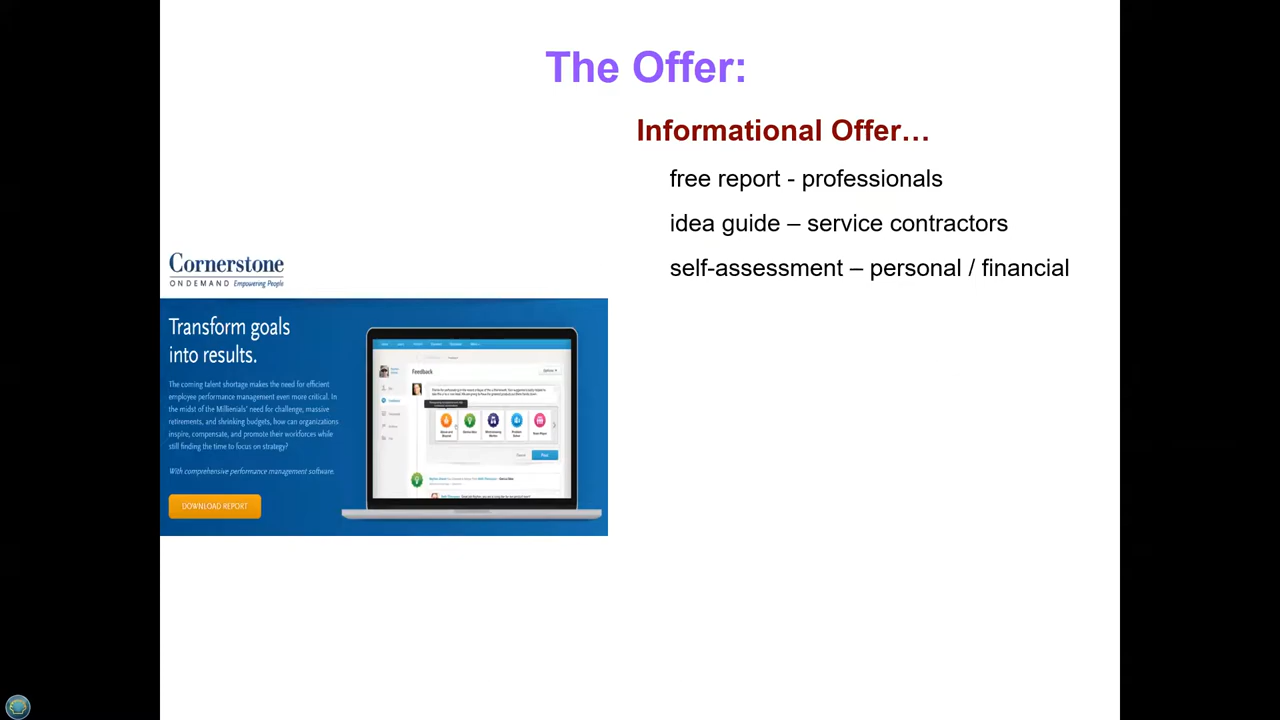 The Offer:
Informational Offer…
free report - professionals
idea guide – service contractors
self-assessment – personal / financial
Cornerstone
ONDEMAND Empowering People
Transform goals
into results.
The coming talent shortage makes the need for efficient
employee performance management even more critical. In
the midst of the Millennials' need for challenge, massive
retirements, and shrinking budgets, how can organizations
inspire, compensate, and promote their workforces while
still finding the time to focus on strategy?
With comprehensive performance management software.
DOWNLOAD REPORT
Feedback